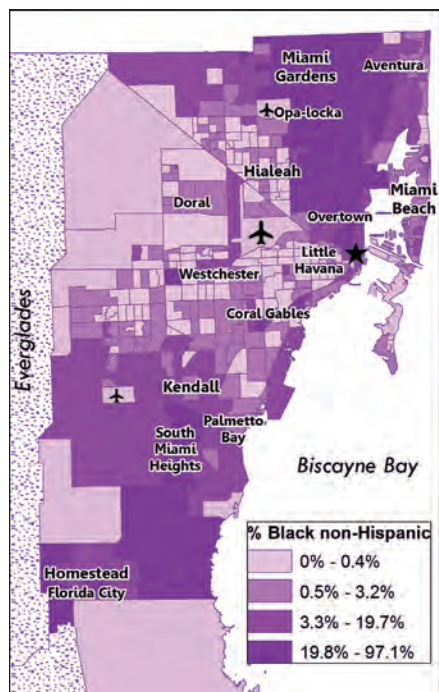 Miami
Gardens
Aventura
Opa-locka
Hialeah
Doral
Miami
Beach
Overtown
Little
Havana
Westchester
Coral Gables
Everglades
Kendall
Palmetto
Bay
South
Miami
Heights
Biscayne Bay
Homestead
Florida City
% Black non-Hispanic
0% - 0.4%
0.5% - 3.2%
3.3% - 19.7%
19.8% - 97.1%